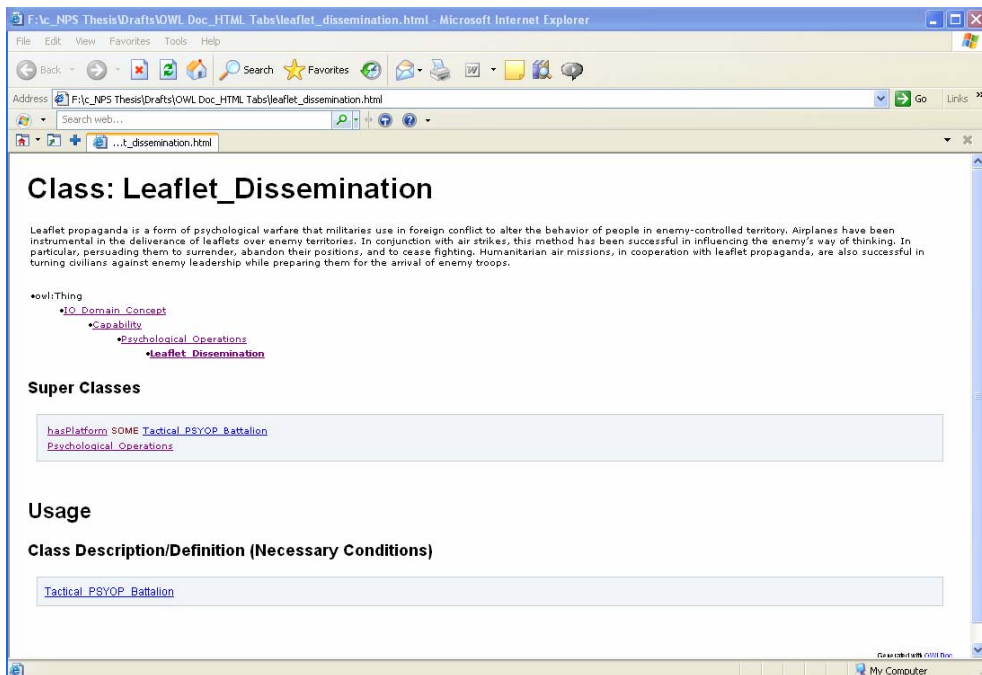 F:\c_NPS Thesis\Drafts\OWL Doc_HTML Tabs\leaflet_dissemination.html - Microsoft Internet Explorer
File Edit View Favorites Tools Help
Back Search Favorites
Address F:\c_NPS Thesis\Drafts\OWL Doc_HTML Tabs\leaflet_dissemination.html Go Links »
Search web...
...t_dissemination.html
Class: Leaflet_Dissemination
Leaflet propaganda is a form of psychological warfare that militaries use in foreign conflict to alter the behavior of people in enemy-controlled territory. Airplanes have been
instrumental in the deliverance of leaflets over enemy territories. In conjunction with air strikes, this method has been successful in influencing the enemy's way of thinking. In
particular, persuading them to surrender, abandon their positions, and to cease fighting. Humanitarian air missions, in cooperation with leaflet propaganda, are also successful in
turning civilians against enemy leadership while preparing them for the arrival of enemy troops.
•owl:Thing
•IO_Domain_Concept
•Capability
•Psychological_Operations
•Leaflet_Dissemination
Super Classes
hasPlatform SOME Tactical_PSYOP_Battalion
Psychological_Operations
Usage
Class Description/Definition (Necessary Conditions)
Tactical_PSYOP_Battalion
Generated with OWLDoc
My Computer